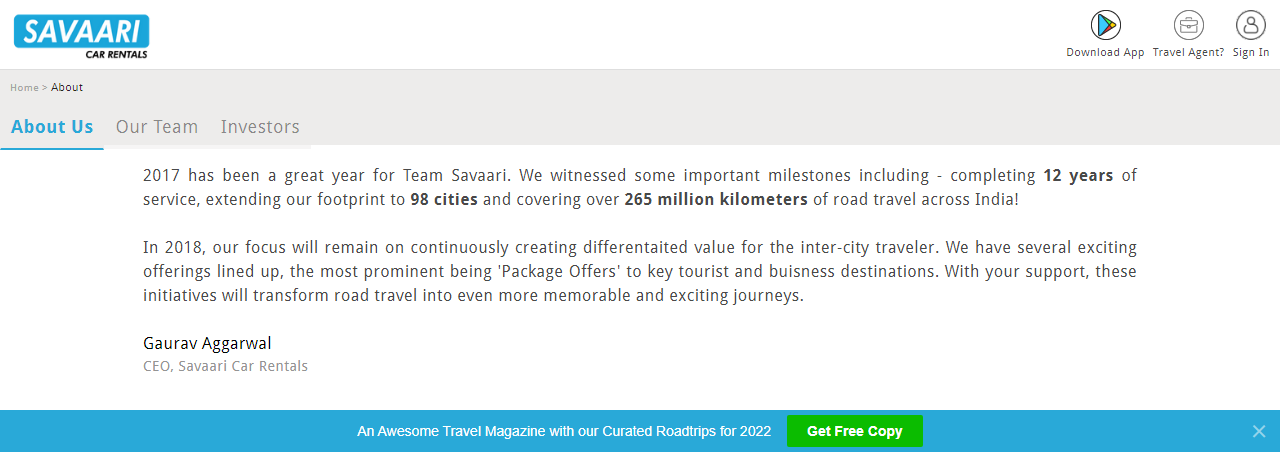 SAVAARI
CAR RENTALS
Download App
Travel Agent?
Sign In
Home > About
About Us
Our Team
Investors
2017 has been a great year for Team Savaari. We witnessed some important milestones including - completing 12 years of
service, extending our footprint to 98 cities and covering over 265 million kilometers of road travel across India!
In 2018, our focus will remain on continuously creating differentaited value for the inter-city traveler. We have several exciting
offerings lined up, the most prominent being 'Package Offers' to key tourist and buisness destinations. With your support, these
initiatives will transform road travel into even more memorable and exciting journeys.
Gaurav Aggarwal
CEO, Savaari Car Rentals
An Awesome Travel Magazine with our Curated Roadtrips for 2022
Get Free Copy